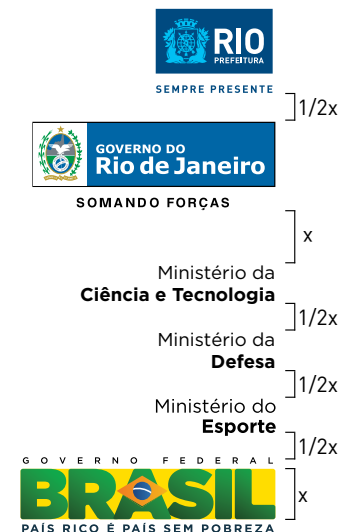 RIO
PREFEITURA
SEMPRE PRESENTE
1/2x
GOVERNO DO
Rio de Janeiro
SOMANDO FORÇAS
x
Ministério da
Ciência e Tecnologia
1/2x
Ministério da
Defesa
1/2x
Ministério do
Esporte
1/2x
GOVERNO FEDERAL
BRASIL
x
PAÍS RICO É PAÍS SEM POBREZA